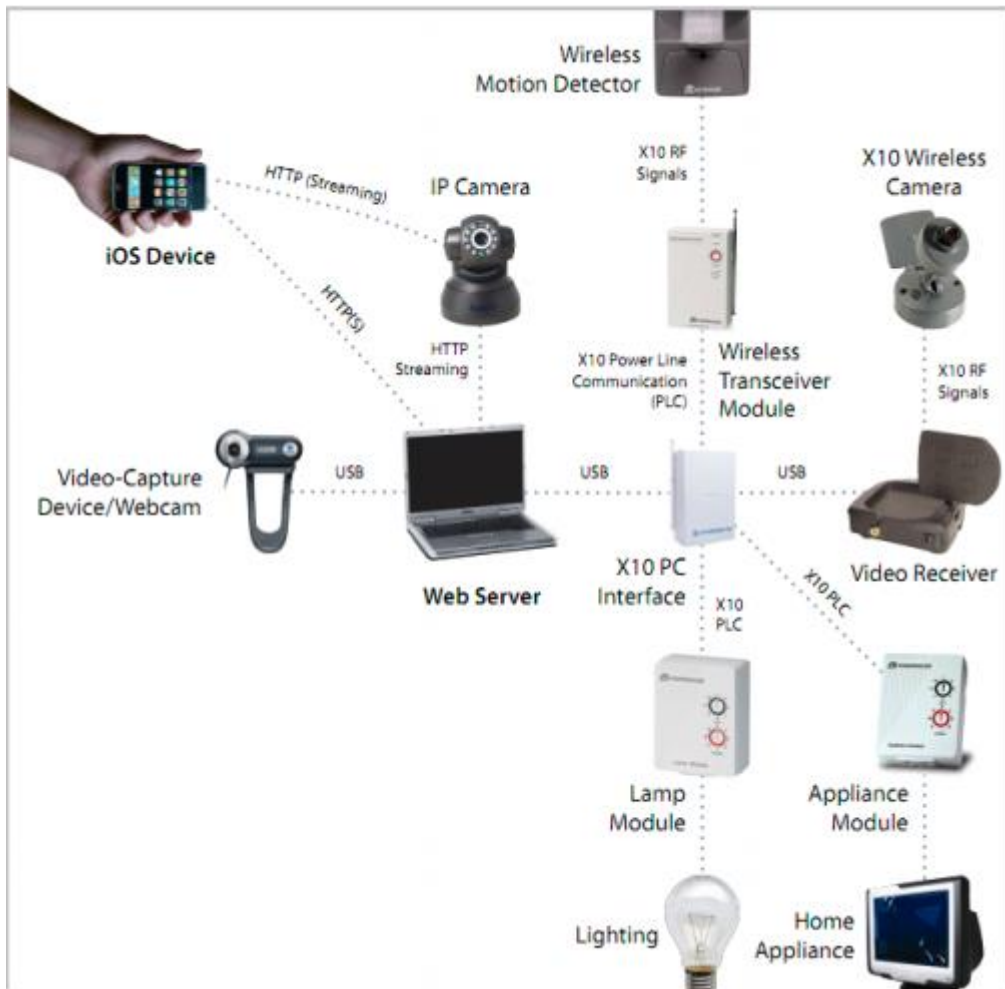 Wireless
Motion Detector
X10 RF
Signals
X10 Wireless
Camera
HTTP (Streaming)
IP Camera
iOS Device
HTTP(S)
HTTP
Streaming
X10 Power Line
Communication
(PLC)
Wireless
Transceiver
Module
X10 RF
Signals
Video-Capture
Device/Webcam
USB
USB
USB
Web Server
X10 PC
Interface
Video Receiver
X10
PLC
X10 PLC
Lamp
Module
Appliance
Module
Lighting
Home
Appliance